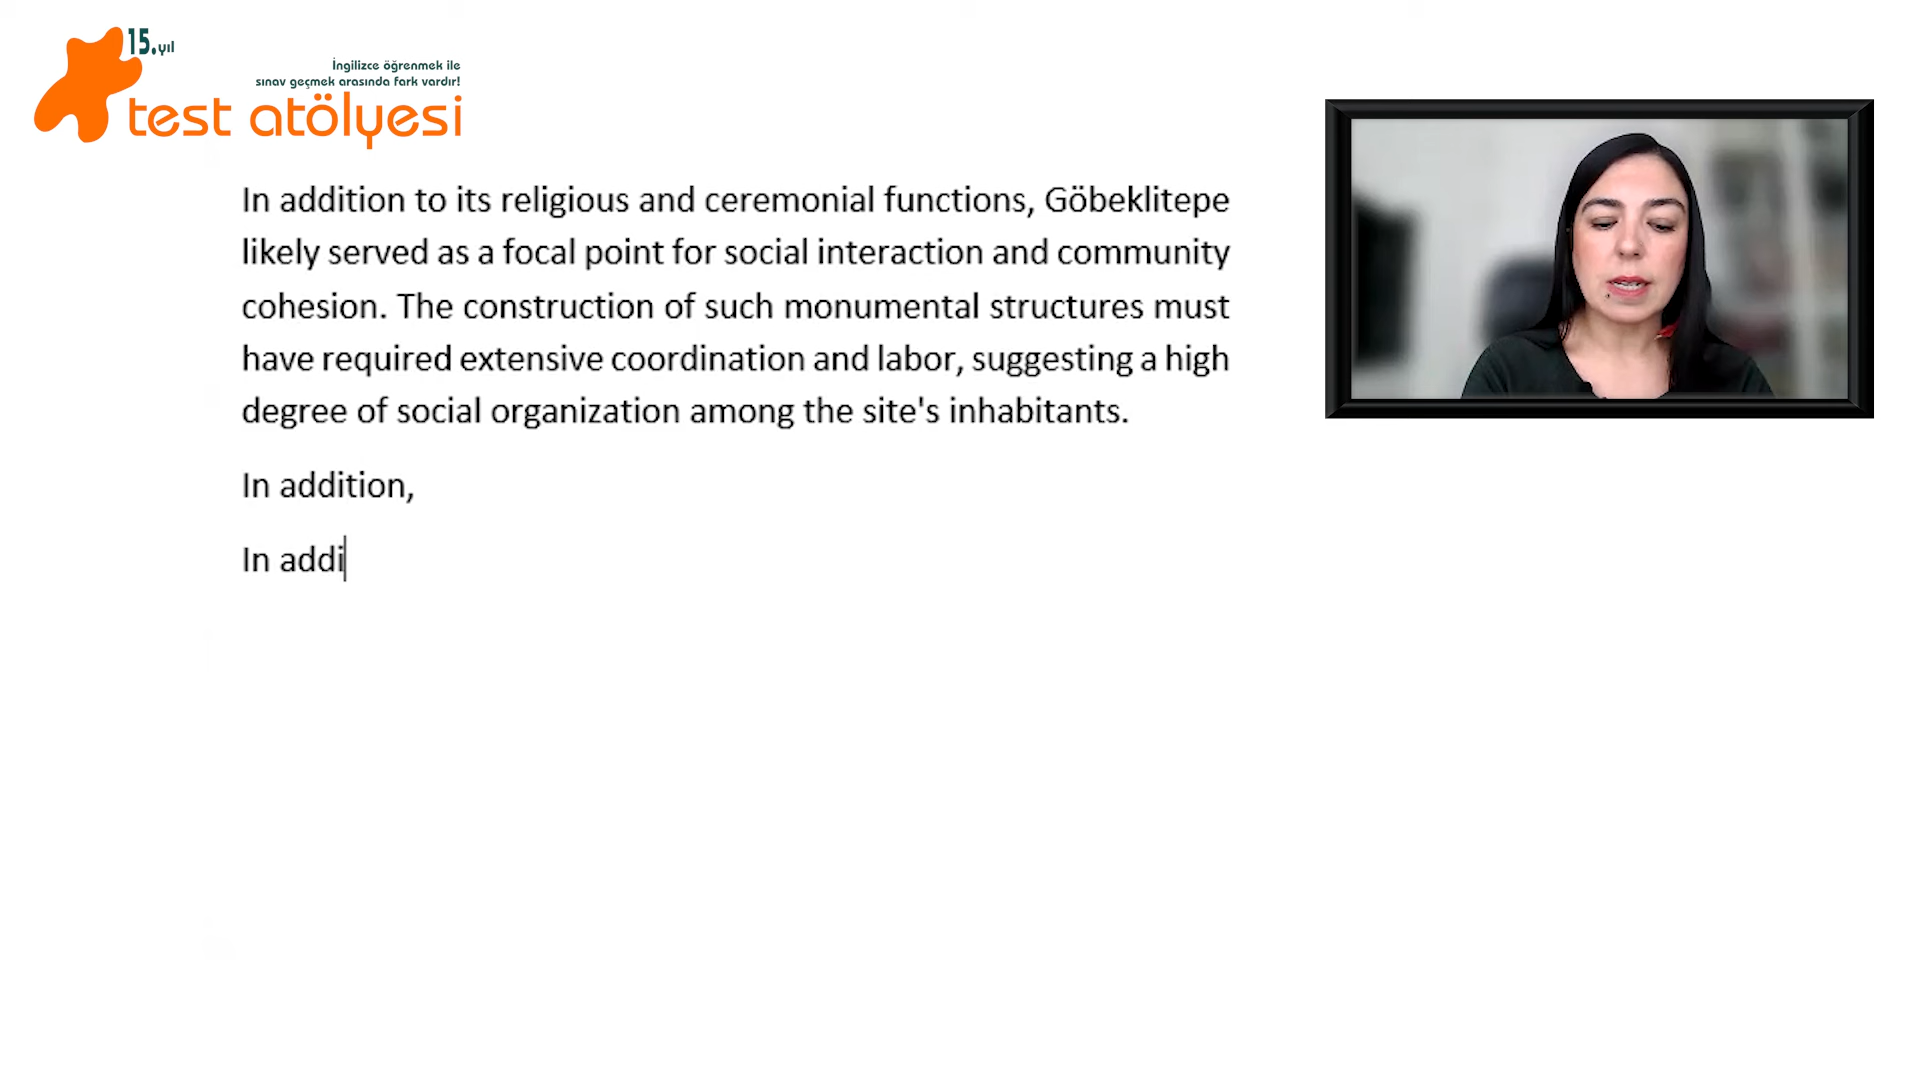 15.yıl
İngilizce öğrenmek ile
sınav geçmek arasında fark vardır!
test atölyesi
In addition to its religious and ceremonial functions, Göbeklitepe
likely served as a focal point for social interaction and community
cohesion. The construction of such monumental structures must
have required extensive coordination and labor, suggesting a high
degree of social organization among the site's inhabitants.
In addition,
In addi